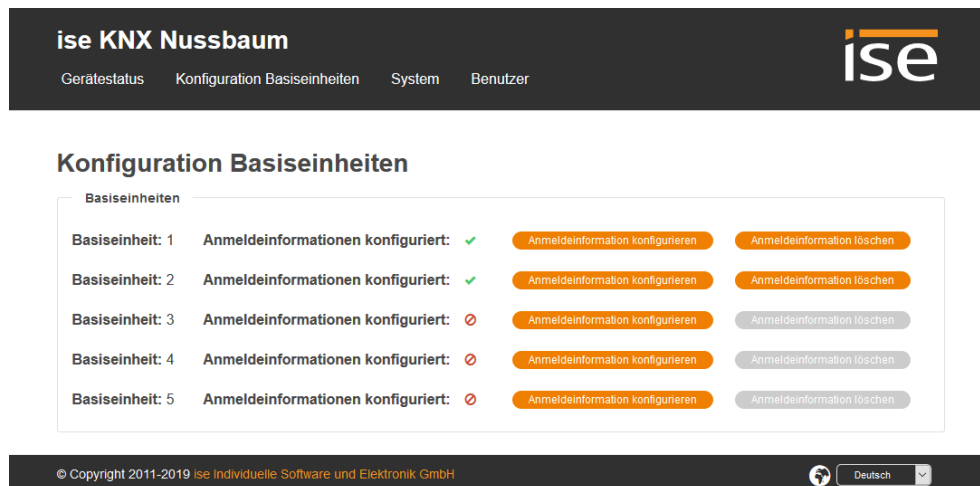 ise KNX Nussbaum
ise
Gerätestatus Konfiguration Basiseinheiten System Benutzer
Konfiguration Basiseinheiten
Basiseinheiten
Basiseinheit: 1 Anmeldeinformationen konfiguriert: Anmeldeinformation konfigurieren Anmeldeinformation löschen
Basiseinheit: 2 Anmeldeinformationen konfiguriert: Anmeldeinformation konfigurieren Anmeldeinformation löschen
Basiseinheit: 3 Anmeldeinformationen konfiguriert: Anmeldeinformation konfigurieren Anmeldeinformation löschen
Basiseinheit: 4 Anmeldeinformationen konfiguriert: Anmeldeinformation konfigurieren Anmeldeinformation löschen
Basiseinheit: 5 Anmeldeinformationen konfiguriert: Anmeldeinformation konfigurieren Anmeldeinformation löschen
© Copyright 2011-2019 ise Individuelle Software und Elektronik GmbH Deutsch